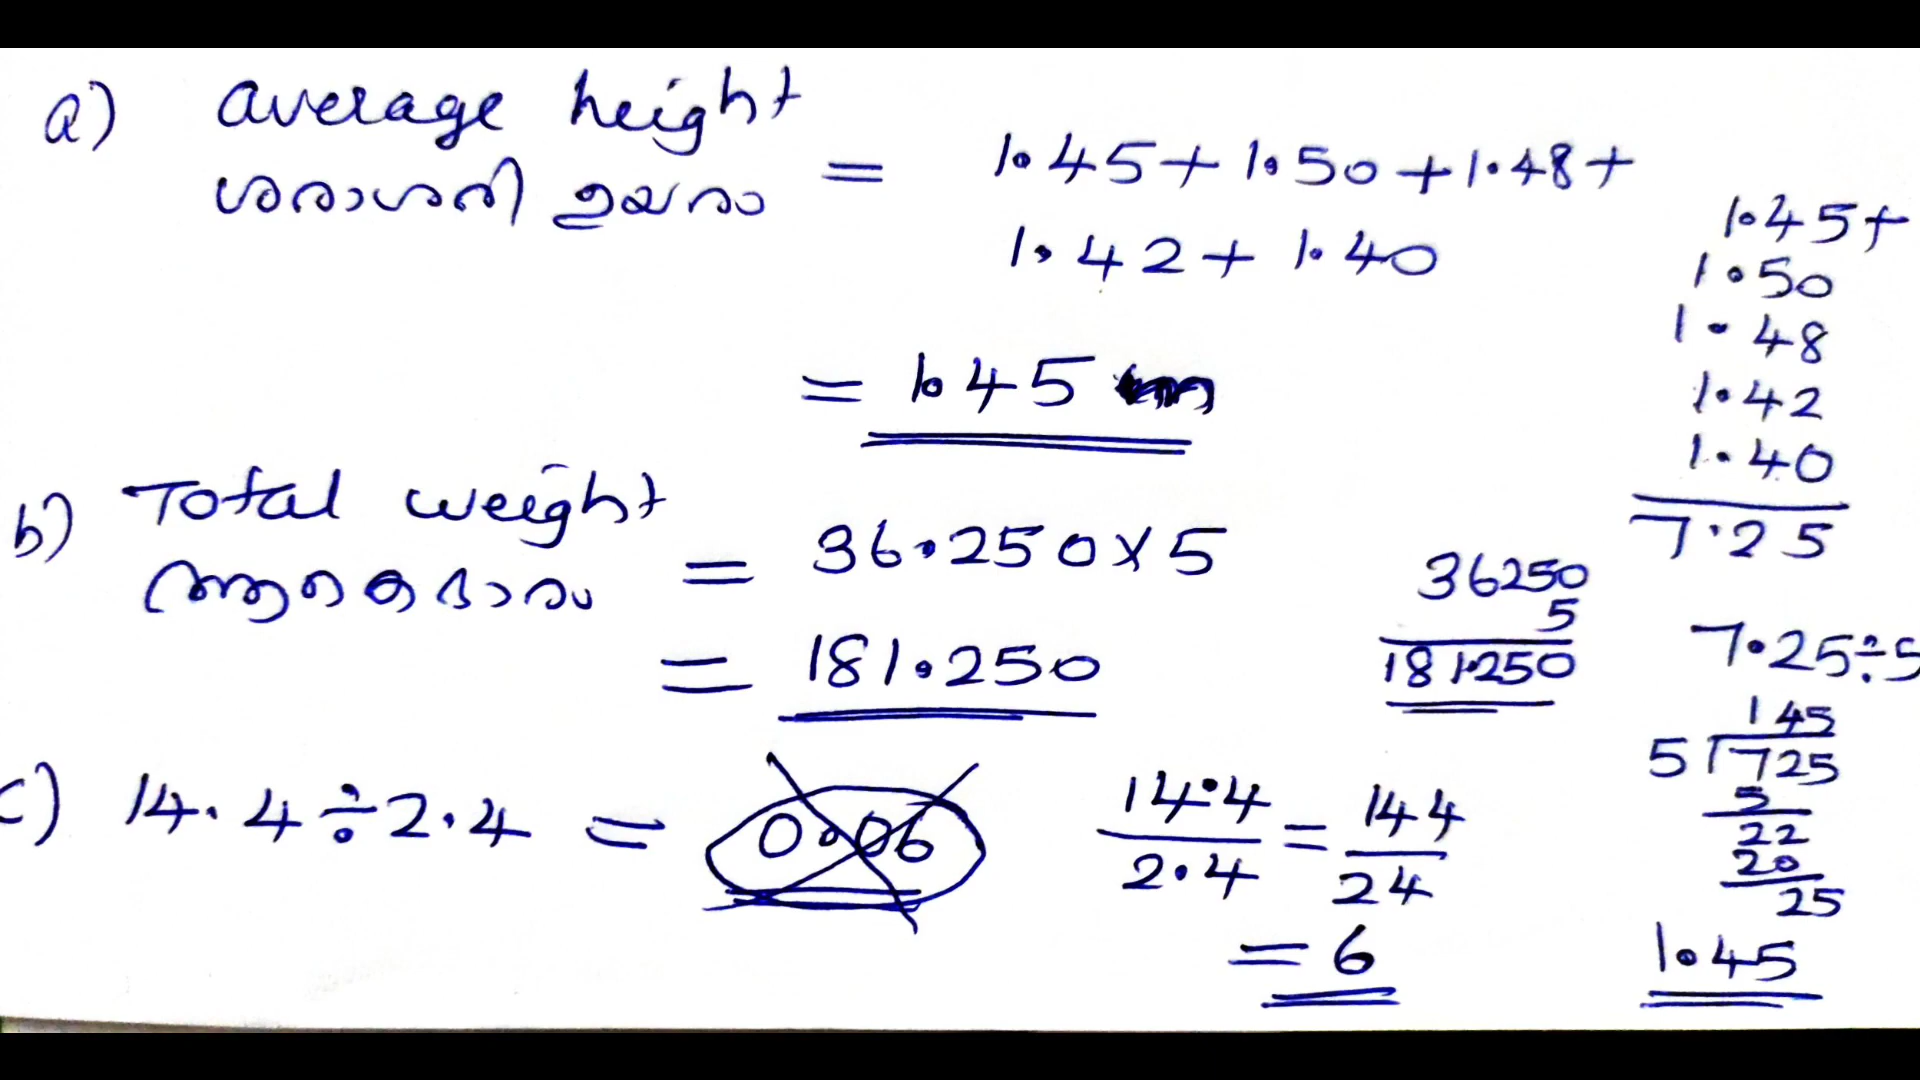 a) average height
ശരാശരി ഉയരം = 1.45 + 1.50 + 1.48 +
1.42 + 1.40
= 1.45 m
1.45 +
1.50
1.48
1.42
1.40
7.25
b) Total weight
ആകെ ഭാരം = 36.250 × 5
= 181.250
36250
5
181.250
7.25 ÷ 5
145
5 725
5
22
20
25
1.45
c) 14.4 ÷ 2.4 = 0.06
14.4 / 2.4 = 144 / 24
= 6